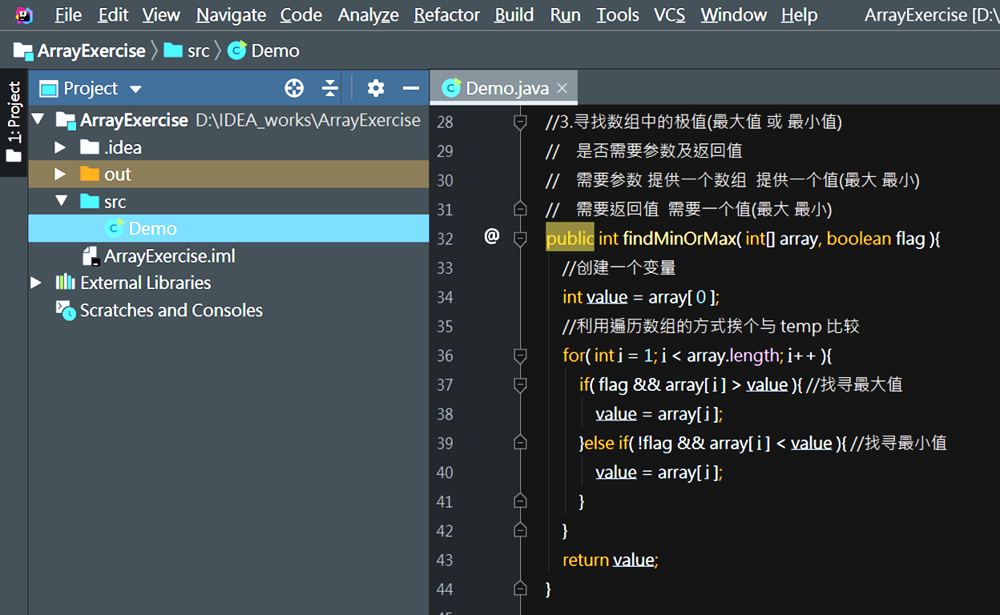 File Edit View Navigate Code Analyze Refactor Build Run Tools VCS Window Help ArrayExercise [D:\
ArrayExercise src Demo
1: Project
Project
ArrayExercise D:\IDEA_works\ArrayExercise
.idea
out
src
Demo
ArrayExercise.iml
External Libraries
Scratches and Consoles
Demo.java
28 //3.寻找数组中的极值(最大值 或 最小值)
29 // 是否需要参数及返回值
30 // 需要参数 提供一个数组 提供一个值(最大 最小)
31 // 需要返回值 需要一个值(最大 最小)
32 @ public int findMinOrMax( int[] array, boolean flag ){
33 //创建一个变量
34 int value = array[ 0 ];
35 //利用遍历数组的方式挨个与 temp 比较
36 for( int i = 1; i < array.length; i++ ){
37 if( flag && array[ i ] > value ){ //找寻最大值
38 value = array[ i ];
39 }else if( !flag && array[ i ] < value ){ //找寻最小值
40 value = array[ i ];
41 }
42 }
43 return value;
44 }